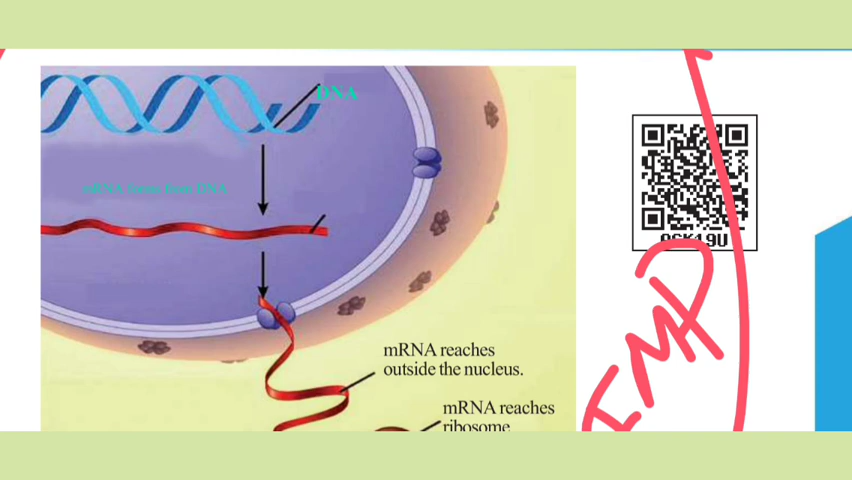 DNA
mRNA forms from DNA
mRNA reaches
outside the nucleus.
mRNA reaches
ribosome
IMP